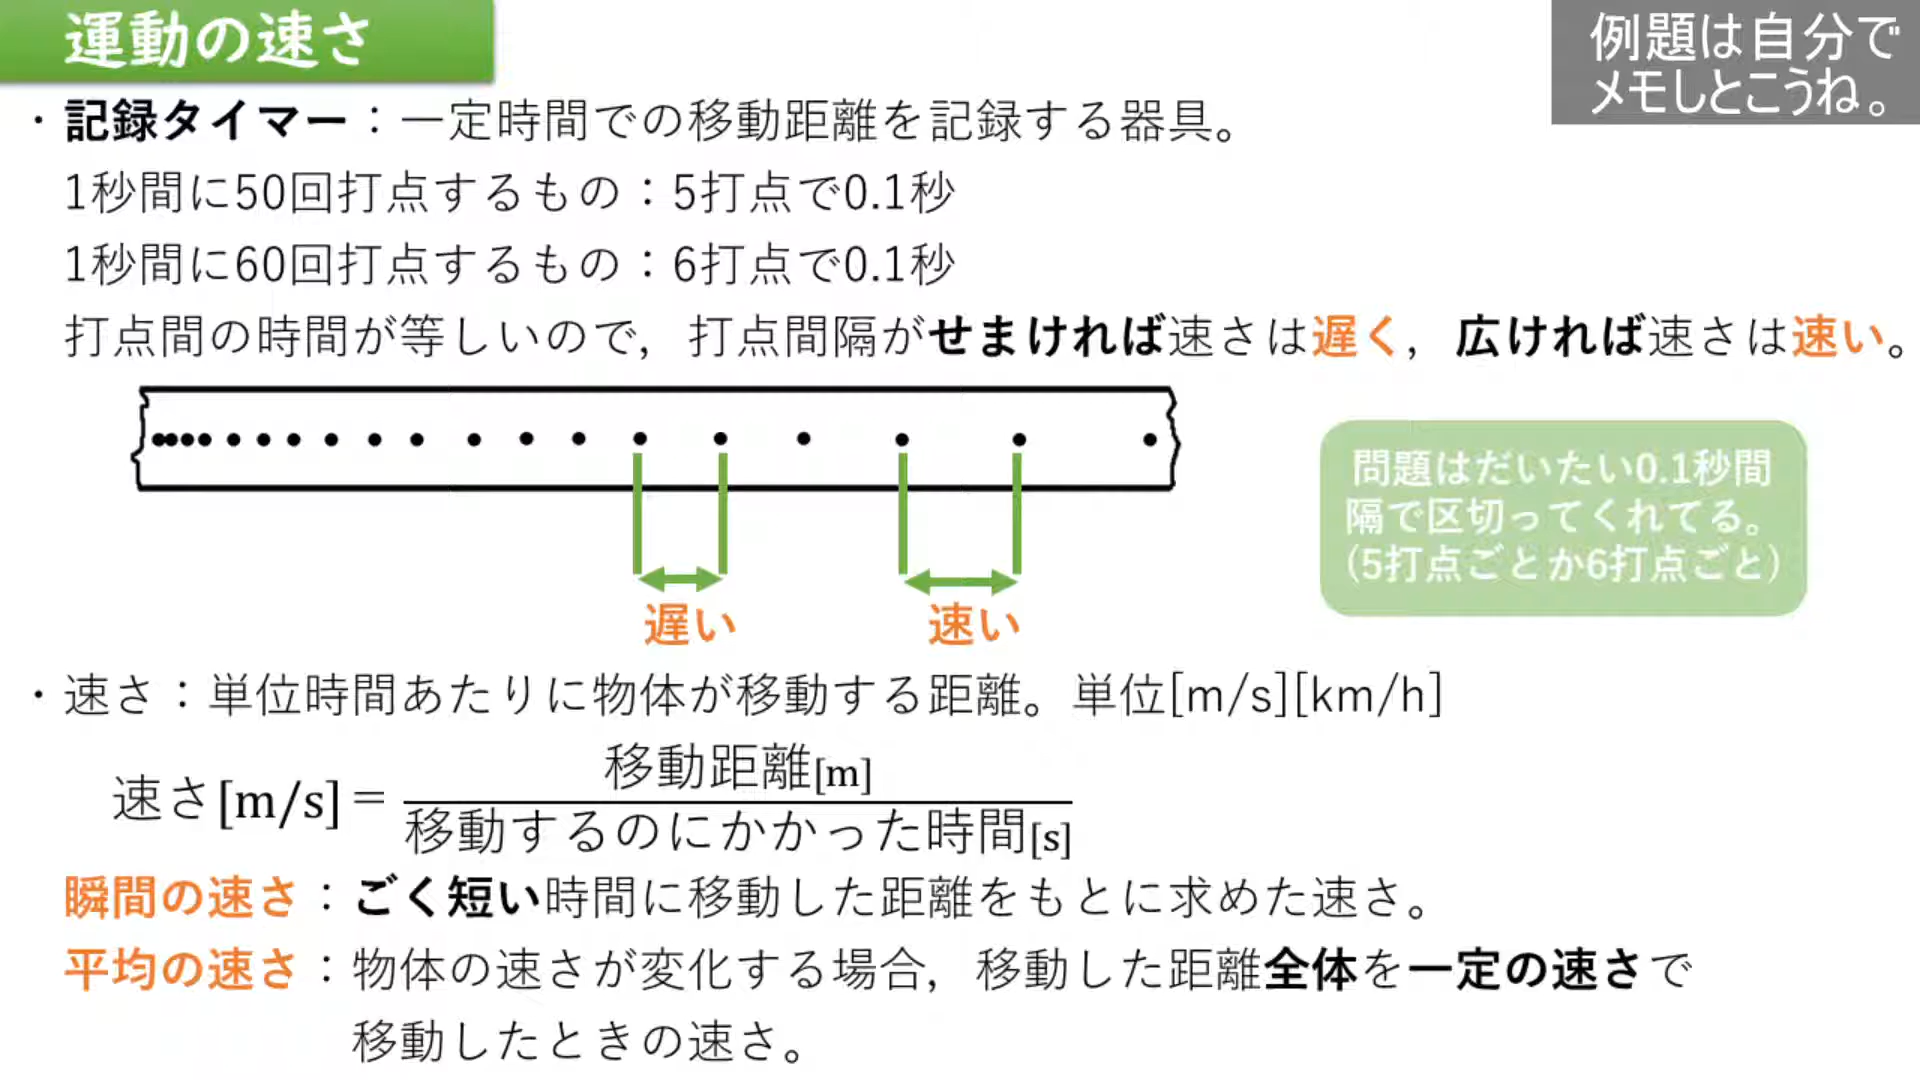 運動の速さ
例題は自分で
メモしとこうね。
・記録タイマー：一定時間での移動距離を記録する器具。
1秒間に50回打点するもの：5打点で0.1秒
1秒間に60回打点するもの：6打点で0.1秒
打点間の時間が等しいので，打点間隔がせまければ速さは遅く，広ければ速さは速い。
問題はだいたい0.1秒間
隔で区切ってくれてる。
(5打点ごとか6打点ごと)
遅い
速い
・速さ：単位時間あたりに物体が移動する距離。単位[m/s][km/h]
移動距離[m]
速さ[m/s]＝
移動するのにかかった時間[s]
瞬間の速さ：ごく短い時間に移動した距離をもとに求めた速さ。
平均の速さ：物体の速さが変化する場合，移動した距離全体を一定の速さで
移動したときの速さ。